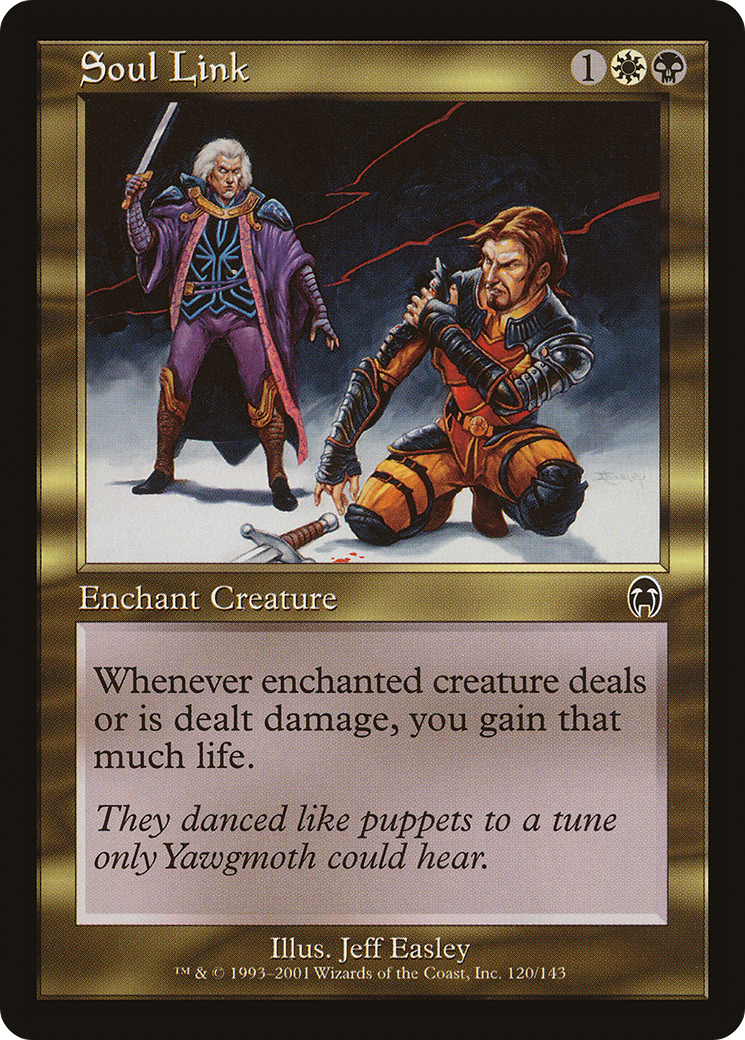 Soul Link
1
Easley
Enchant Creature
Whenever enchanted creature deals
or is dealt damage, you gain that
much life.
They danced like puppets to a tune
only Yawgmoth could hear.
Illus. Jeff Easley
™ & © 1993–2001 Wizards of the Coast, Inc. 120/143